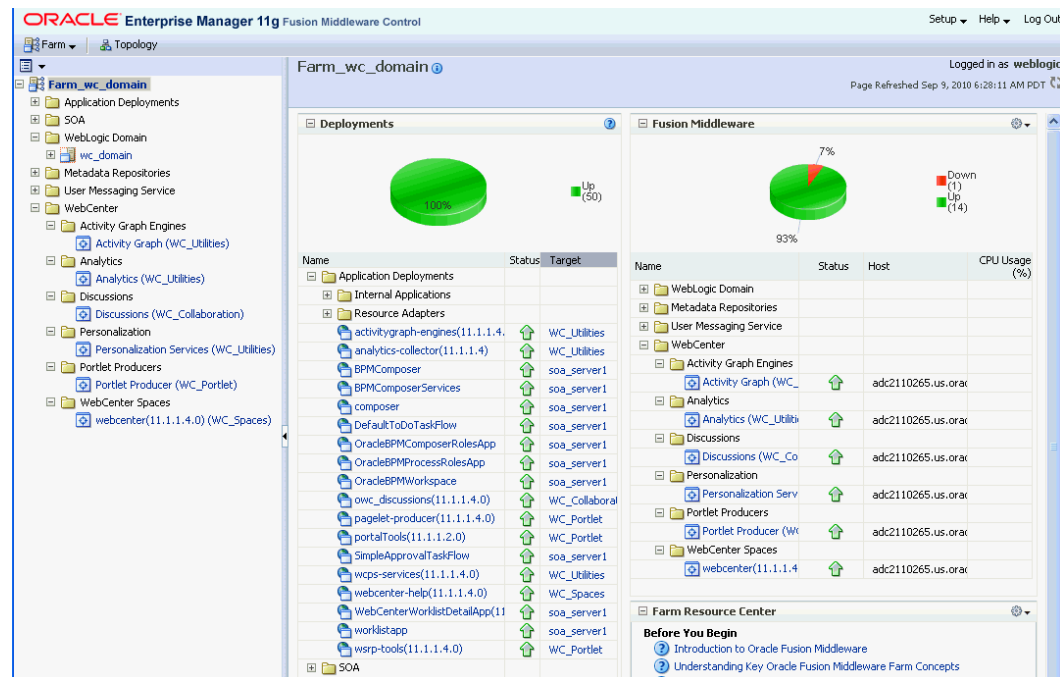 ORACLE Enterprise Manager 11g Fusion Middleware Control
Setup Help Log Out
Farm Topology
Farm_wc_domain
Application Deployments
SOA
WebLogic Domain
wc_domain
Metadata Repositories
User Messaging Service
WebCenter
Activity Graph Engines
Activity Graph (WC_Utilities)
Analytics
Analytics (WC_Utilities)
Discussions
Discussions (WC_Collaboration)
Personalization
Personalization Services (WC_Utilities)
Portlet Producers
Portlet Producer (WC_Portlet)
WebCenter Spaces
webcenter(11.1.1.4.0) (WC_Spaces)
Farm_wc_domain
Logged in as weblogic
Page Refreshed Sep 9, 2010 6:28:11 AM PDT
Deployments
100%
Up
(50)
Name Status Target
Application Deployments
Internal Applications
Resource Adapters
activitygraph-engines(11.1.1.4. WC_Utilities
analytics-collector(11.1.1.4) WC_Utilities
BPMComposer soa_server1
BPMComposerServices soa_server1
composer soa_server1
DefaultToDoTaskFlow soa_server1
OracleBPMComposerRolesApp soa_server1
OracleBPMProcessRolesApp soa_server1
OracleBPMWorkspace soa_server1
owc_discussions(11.1.1.4.0) WC_Collaborat
pagelet-producer(11.1.1.4.0) WC_Portlet
portalTools(11.1.1.2.0) WC_Portlet
SimpleApprovalTaskFlow soa_server1
wcps-services(11.1.1.4.0) WC_Utilities
webcenter-help(11.1.1.4.0) WC_Spaces
WebCenterWorklistDetailApp(11 soa_server1
worklistapp soa_server1
wsrp-tools(11.1.1.4.0) WC_Portlet
SOA
Fusion Middleware
7%
93%
Down
(1)
Up
(14)
Name Status Host CPU Usage
(%)
WebLogic Domain
Metadata Repositories
User Messaging Service
WebCenter
Activity Graph Engines
Activity Graph (WC_ adc2110265.us.orac
Analytics
Analytics (WC_Utiliti adc2110265.us.orac
Discussions
Discussions (WC_Co adc2110265.us.orac
Personalization
Personalization Serv adc2110265.us.orac
Portlet Producers
Portlet Producer (W adc2110265.us.orac
WebCenter Spaces
webcenter(11.1.1.4 adc2110265.us.orac
Farm Resource Center
Before You Begin
Introduction to Oracle Fusion Middleware
Understanding Key Oracle Fusion Middleware Farm Concepts